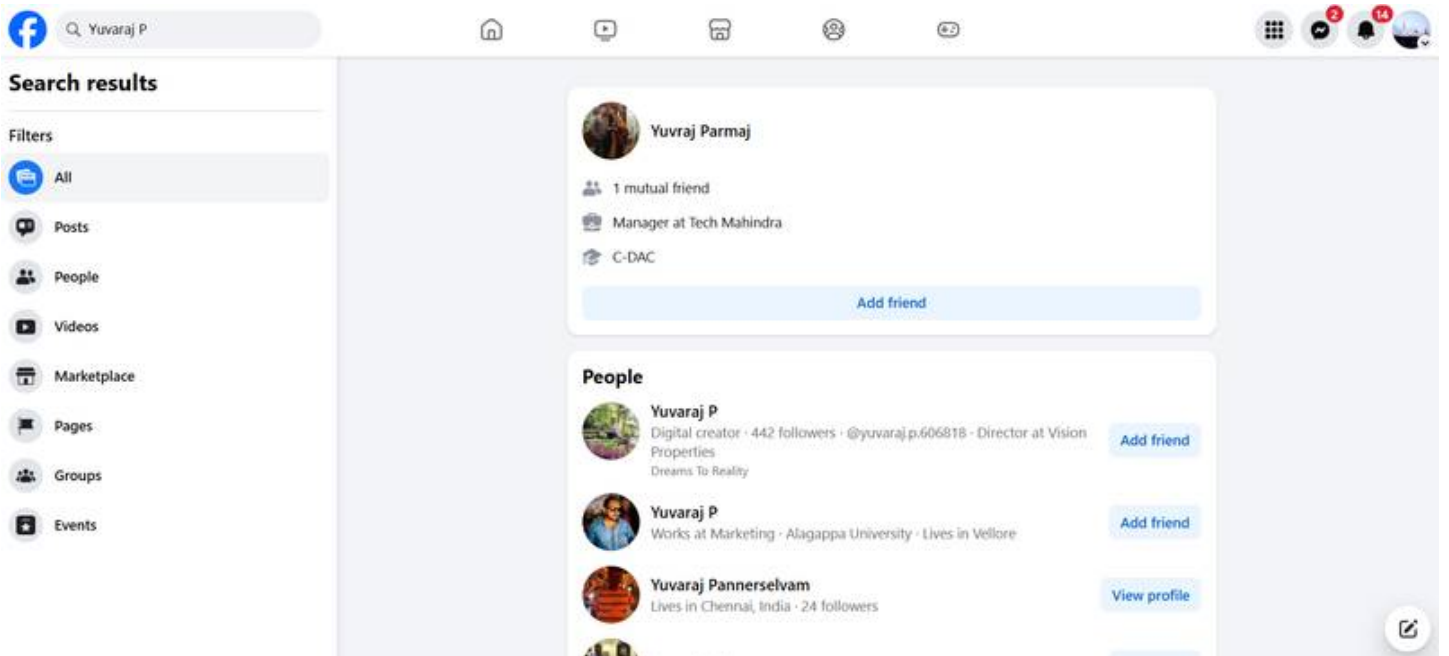 Yuvaraj P
2
14
Search results
Filters
All
Posts
People
Videos
Marketplace
Pages
Groups
Events
Yuvraj Parmaj
1 mutual friend
Manager at Tech Mahindra
C-DAC
Add friend
People
Yuvaraj P
Digital creator · 442 followers · @yuvaraj.p.606818 · Director at Vision
Properties
Dreams To Reality
Add friend
Yuvaraj P
Works at Marketing · Alagappa University · Lives in Vellore
Add friend
Yuvaraj Pannerselvam
Lives in Chennai, India · 24 followers
View profile